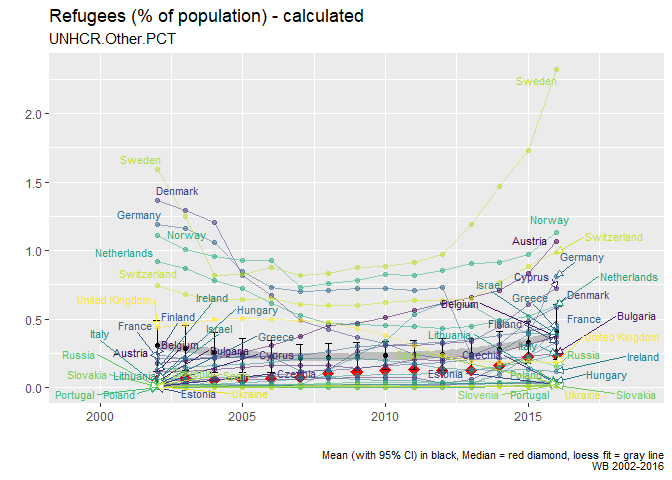 Refugees (% of population) - calculated
UNHCR.Other.PCT
Sweden
2.0
Sweden
1.5
Denmark
Germany
Norway
Norway
Switzerland
Austria
1.0
Netherlands
Germany
Switzerland
Cyprus
Netherlands
Israel
United Kingdom
Ireland
Greece
Denmark
Belgium
0.5
Finland
Hungary
Bulgaria
France
Finland
France
Italy
Israel
Greece
Lithuania
United Kingdom
Belgium
Russia
Austria
Bulgaria
Cyprus
Czechia
Russia
Ireland
Slovakia
Lithuania
Czechia
Estonia
Poland
Hungary
0.0
Portugal
Poland
Estonia
Ukraine
Slovenia
Portugal
Ukraine
Slovakia
2000
2005
2010
2015
Mean (with 95% CI) in black, Median = red diamond, loess fit = gray line
WB 2002-2016